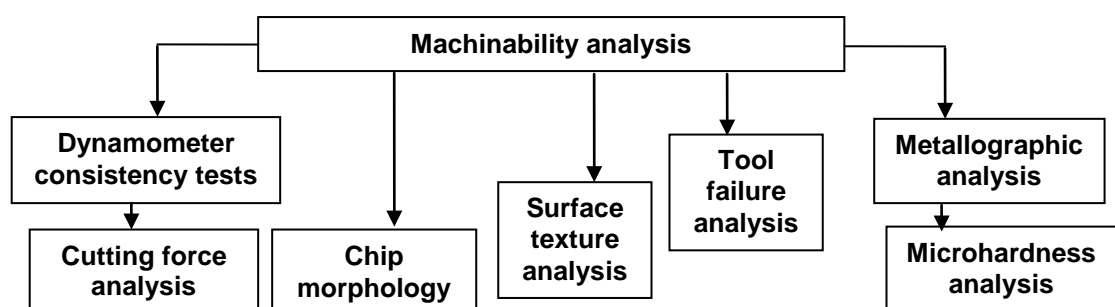 Machinability analysis
Dynamometer
consistency tests
Cutting force
analysis
Chip
morphology
Surface
texture
analysis
Tool
failure
analysis
Metallographic
analysis
Microhardness
analysis